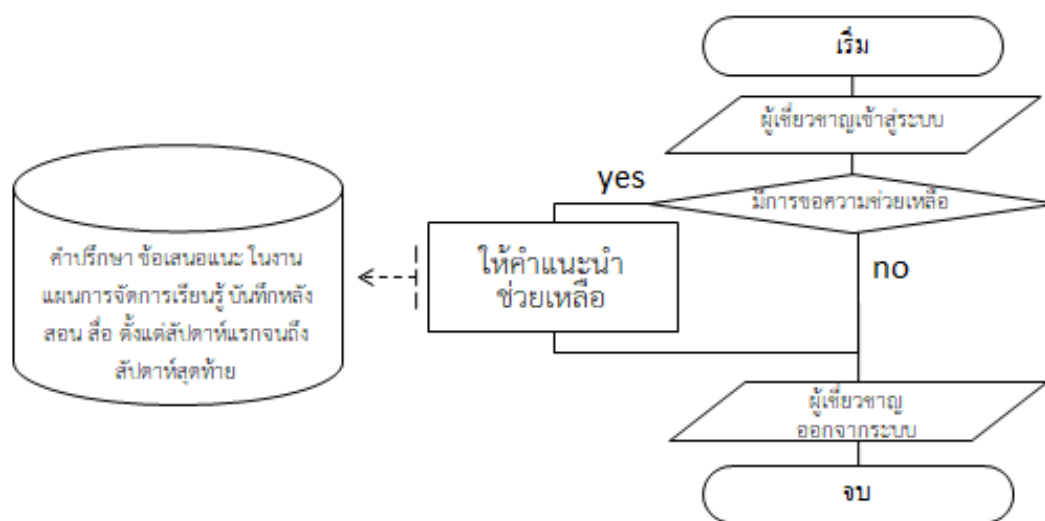 เริ่ม
ผู้เชี่ยวชาญเข้าสู่ระบบ
yes
มีการขอความช่วยเหลือ
ให้คำแนะนำ
ช่วยเหลือ
no
คำปรึกษา ข้อเสนอแนะ ในงาน
แผนการจัดการเรียนรู้ บันทึกหลัง
สอน สื่อ ตั้งแต่สัปดาห์แรกจนถึง
สัปดาห์สุดท้าย
ผู้เชี่ยวชาญ
ออกจากระบบ
จบ